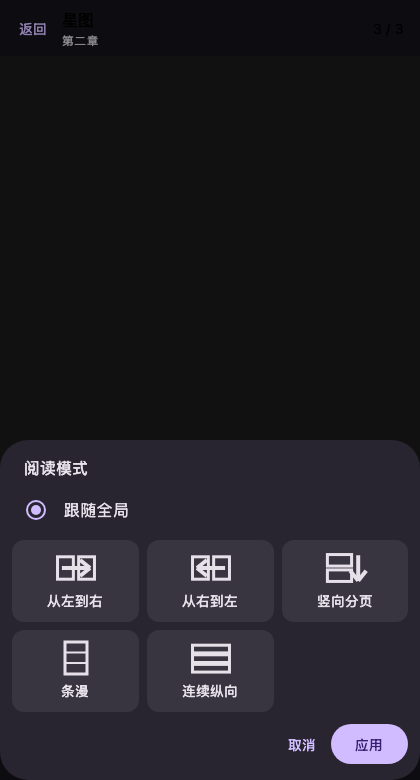 返回
星图
第二章
3 / 3
阅读模式
跟随全局
从左到右
从右到左
竖向分页
条漫
连续纵向
取消
应用